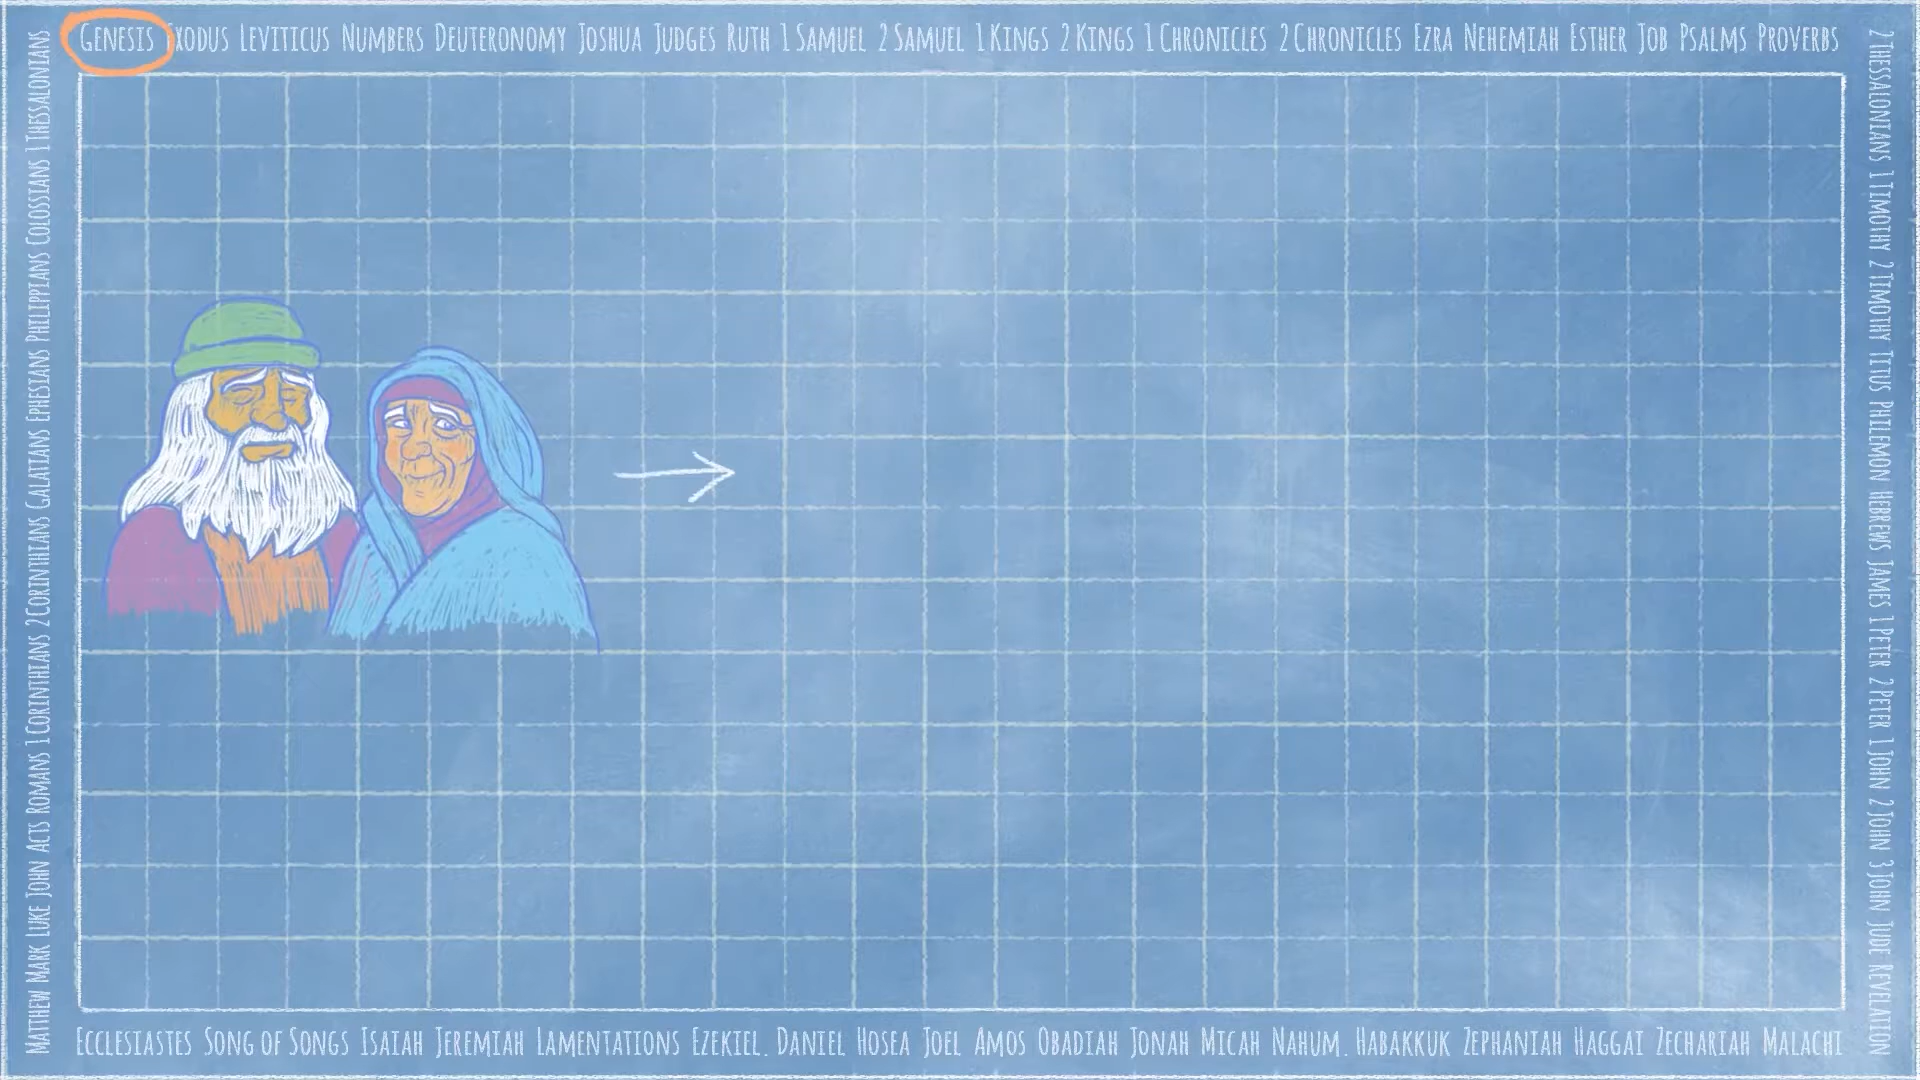 Genesis Exodus Leviticus Numbers Deuteronomy Joshua Judges Ruth 1 Samuel 2 Samuel 1 Kings 2 Kings 1 Chronicles 2 Chronicles Ezra Nehemiah Esther Job Psalms Proverbs
Ecclesiastes Song of Songs Isaiah Jeremiah Lamentations Ezekiel. Daniel Hosea Joel Amos Obadiah Jonah Micah Nahum. Habakkuk Zephaniah Haggai Zechariah Malachi
Matthew Mark Luke John Acts Romans 1 Corinthians 2 Corinthians Galatians Ephesians Philippians Colossians 1 Thessalonians
2 Thessalonians 1 Timothy 2 Timothy Titus Philemon Hebrews James 1 Peter 2 Peter 1 John 2 John 3 John Jude Revelation